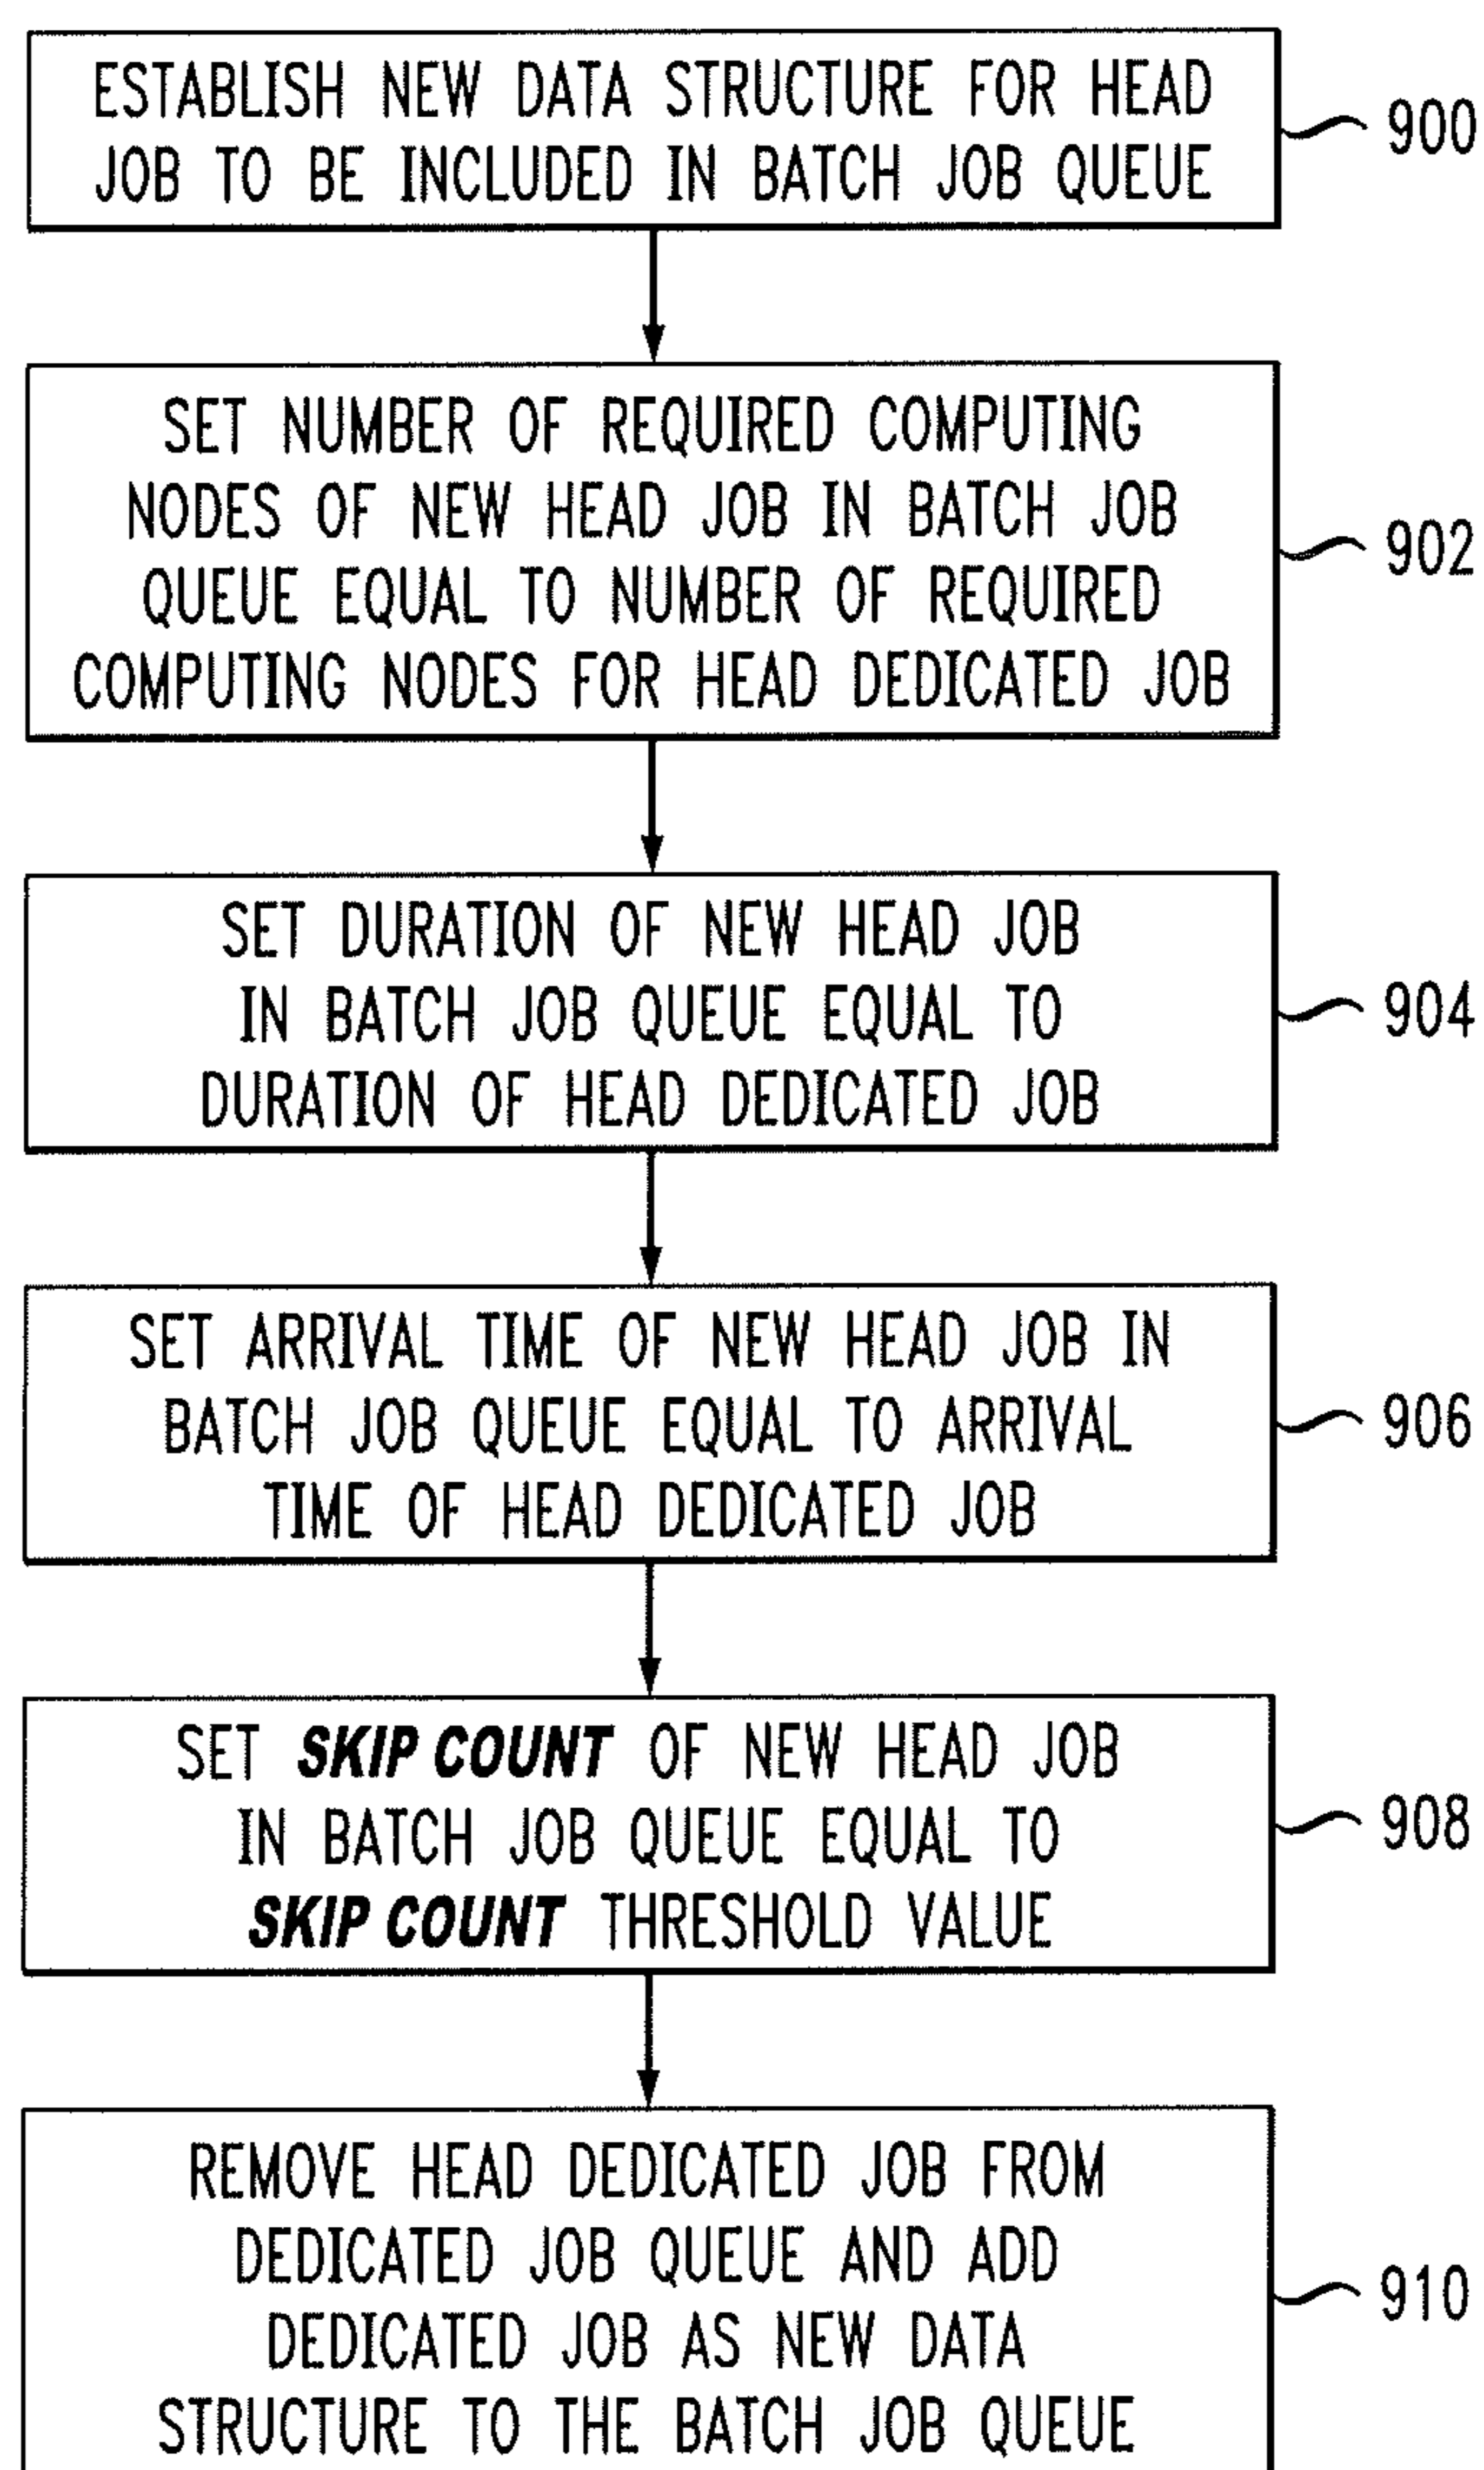 ESTABLISH NEW DATA STRUCTURE FOR HEAD
JOB TO BE INCLUDED IN BATCH JOB QUEUE
900
SET NUMBER OF REQUIRED COMPUTING
NODES OF NEW HEAD JOB IN BATCH JOB
QUEUE EQUAL TO NUMBER OF REQUIRED
COMPUTING NODES FOR HEAD DEDICATED JOB
902
SET DURATION OF NEW HEAD JOB
IN BATCH JOB QUEUE EQUAL TO
DURATION OF HEAD DEDICATED JOB
904
SET ARRIVAL TIME OF NEW HEAD JOB IN
BATCH JOB QUEUE EQUAL TO ARRIVAL
TIME OF HEAD DEDICATED JOB
906
SET SKIP COUNT OF NEW HEAD JOB
IN BATCH JOB QUEUE EQUAL TO
SKIP COUNT THRESHOLD VALUE
908
REMOVE HEAD DEDICATED JOB FROM
DEDICATED JOB QUEUE AND ADD
DEDICATED JOB AS NEW DATA
STRUCTURE TO THE BATCH JOB QUEUE
910